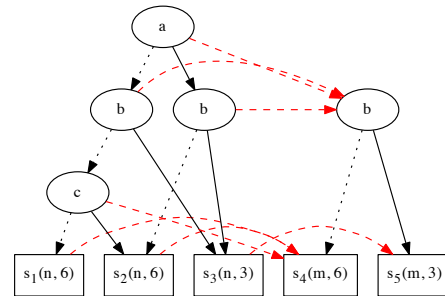 a
b b b
c
s₁(n, 6) s₂(n, 6) s₃(n, 3) s₄(m, 6) s₅(m, 3)